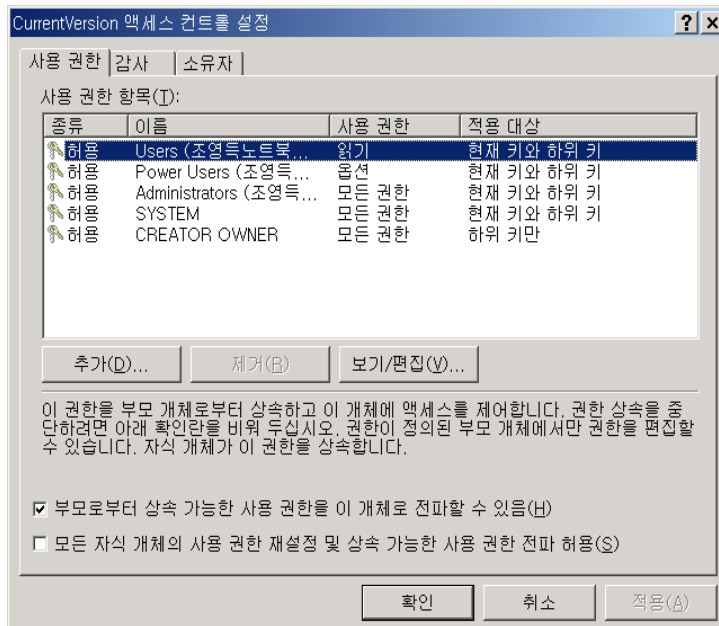 CurrentVersion 액세스 컨트롤 설정
사용 권한 감사 소유자
사용 권한 항목(T):
종류 이름 사용 권한 적용 대상
허용 Users (조영득노트북... 읽기 현재 키와 하위 키
허용 Power Users (조영득... 옵션 현재 키와 하위 키
허용 Administrators (조영득... 모든 권한 현재 키와 하위 키
허용 SYSTEM 모든 권한 현재 키와 하위 키
허용 CREATOR OWNER 모든 권한 하위 키만
추가(D)... 제거(R) 보기/편집(V)...
이 권한을 부모 개체로부터 상속하고 이 개체에 액세스를 제어합니다. 권한 상속을 중
단하려면 아래 확인란을 비워 두십시오. 권한이 정의된 부모 개체에서만 권한을 편집할
수 있습니다. 자식 개체가 이 권한을 상속합니다.
부모로부터 상속 가능한 사용 권한을 이 개체로 전파할 수 있음(H)
모든 자식 개체의 사용 권한 재설정 및 상속 가능한 사용 권한 전파 허용(S)
확인 취소 적용(A)